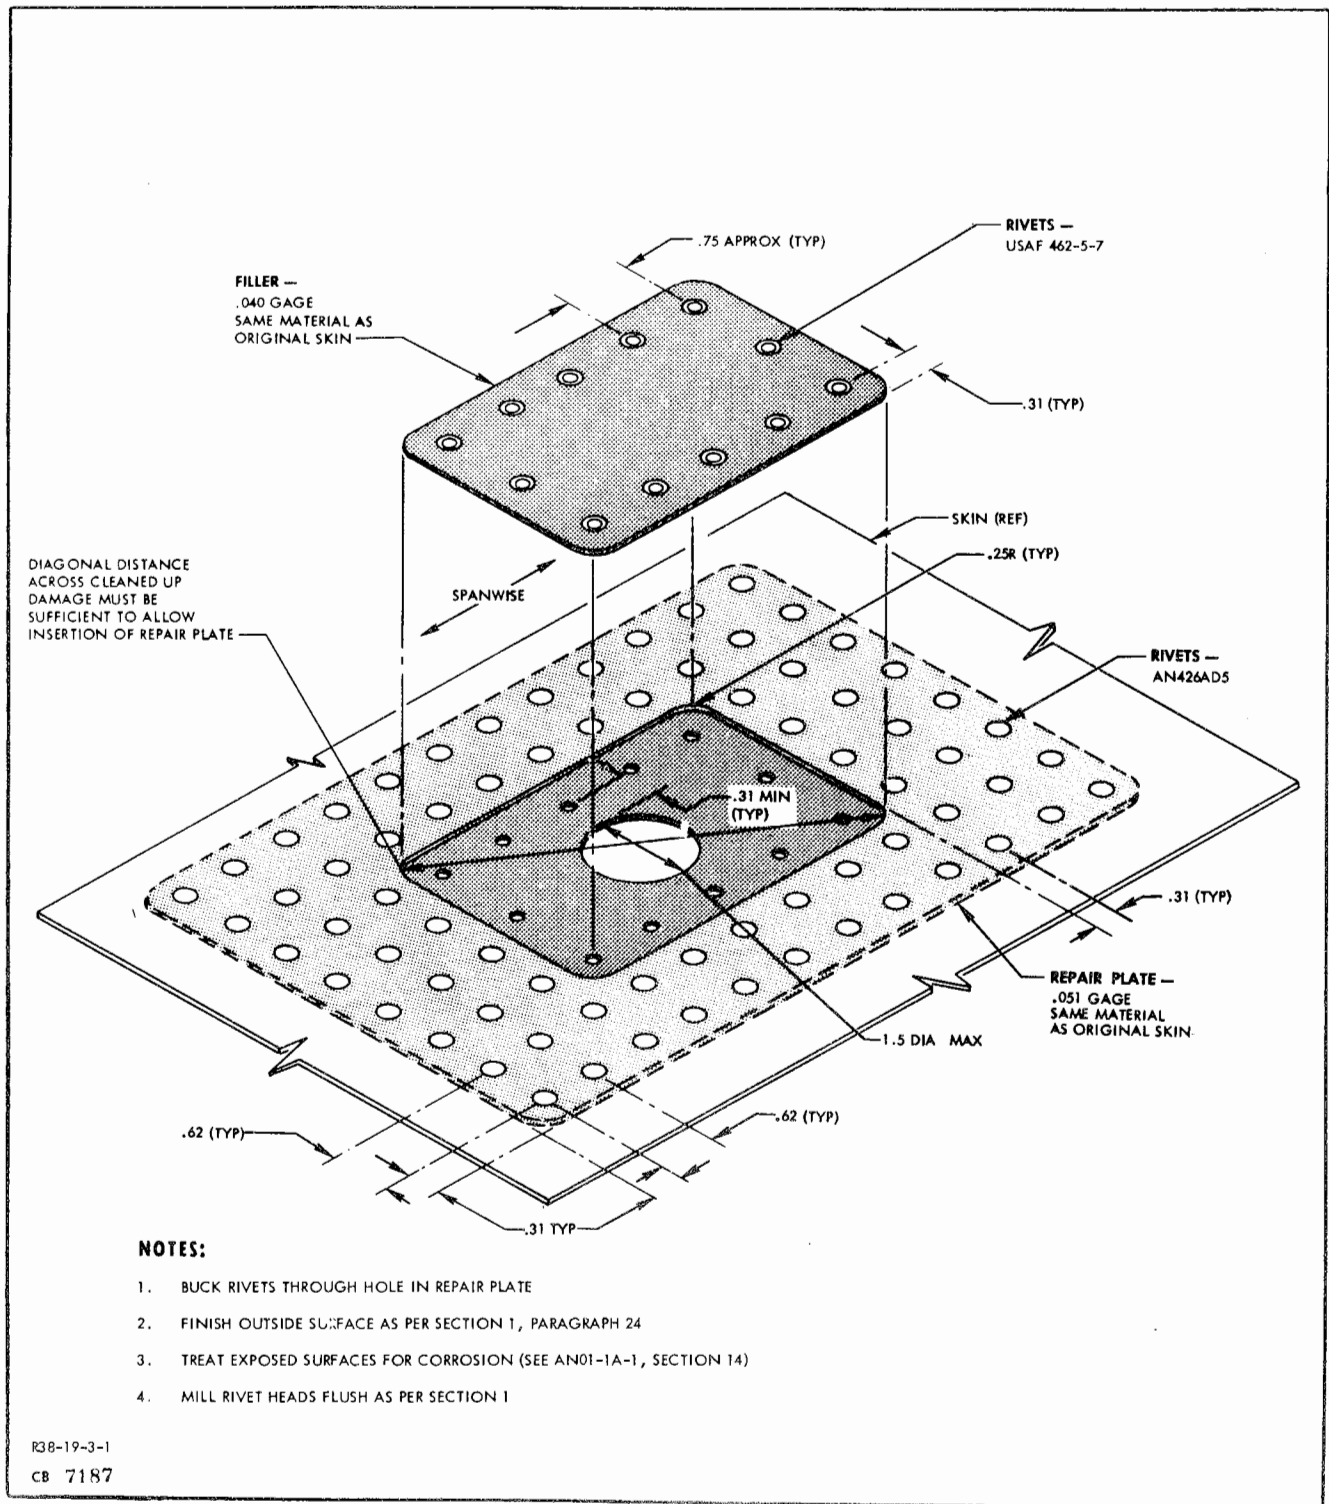 .75 APPROX (TYP)
RIVETS —
USAF 462-5-7
FILLER —
.040 GAGE
SAME MATERIAL AS
ORIGINAL SKIN
.31 (TYP)
SKIN (REF)
.25R (TYP)
DIAGONAL DISTANCE
ACROSS CLEANED UP
DAMAGE MUST BE
SUFFICIENT TO ALLOW
INSERTION OF REPAIR PLATE
SPANWISE
RIVETS —
AN426AD5
.31 MIN
(TYP)
.31 (TYP)
REPAIR PLATE —
.051 GAGE
SAME MATERIAL
AS ORIGINAL SKIN
1.5 DIA MAX
.62 (TYP)
.62 (TYP)
.31 TYP
NOTES:
1. BUCK RIVETS THROUGH HOLE IN REPAIR PLATE
2. FINISH OUTSIDE SURFACE AS PER SECTION 1, PARAGRAPH 24
3. TREAT EXPOSED SURFACES FOR CORROSION (SEE AN01-1A-1, SECTION 14)
4. MILL RIVET HEADS FLUSH AS PER SECTION 1
R38-19-3-1
CB 7187